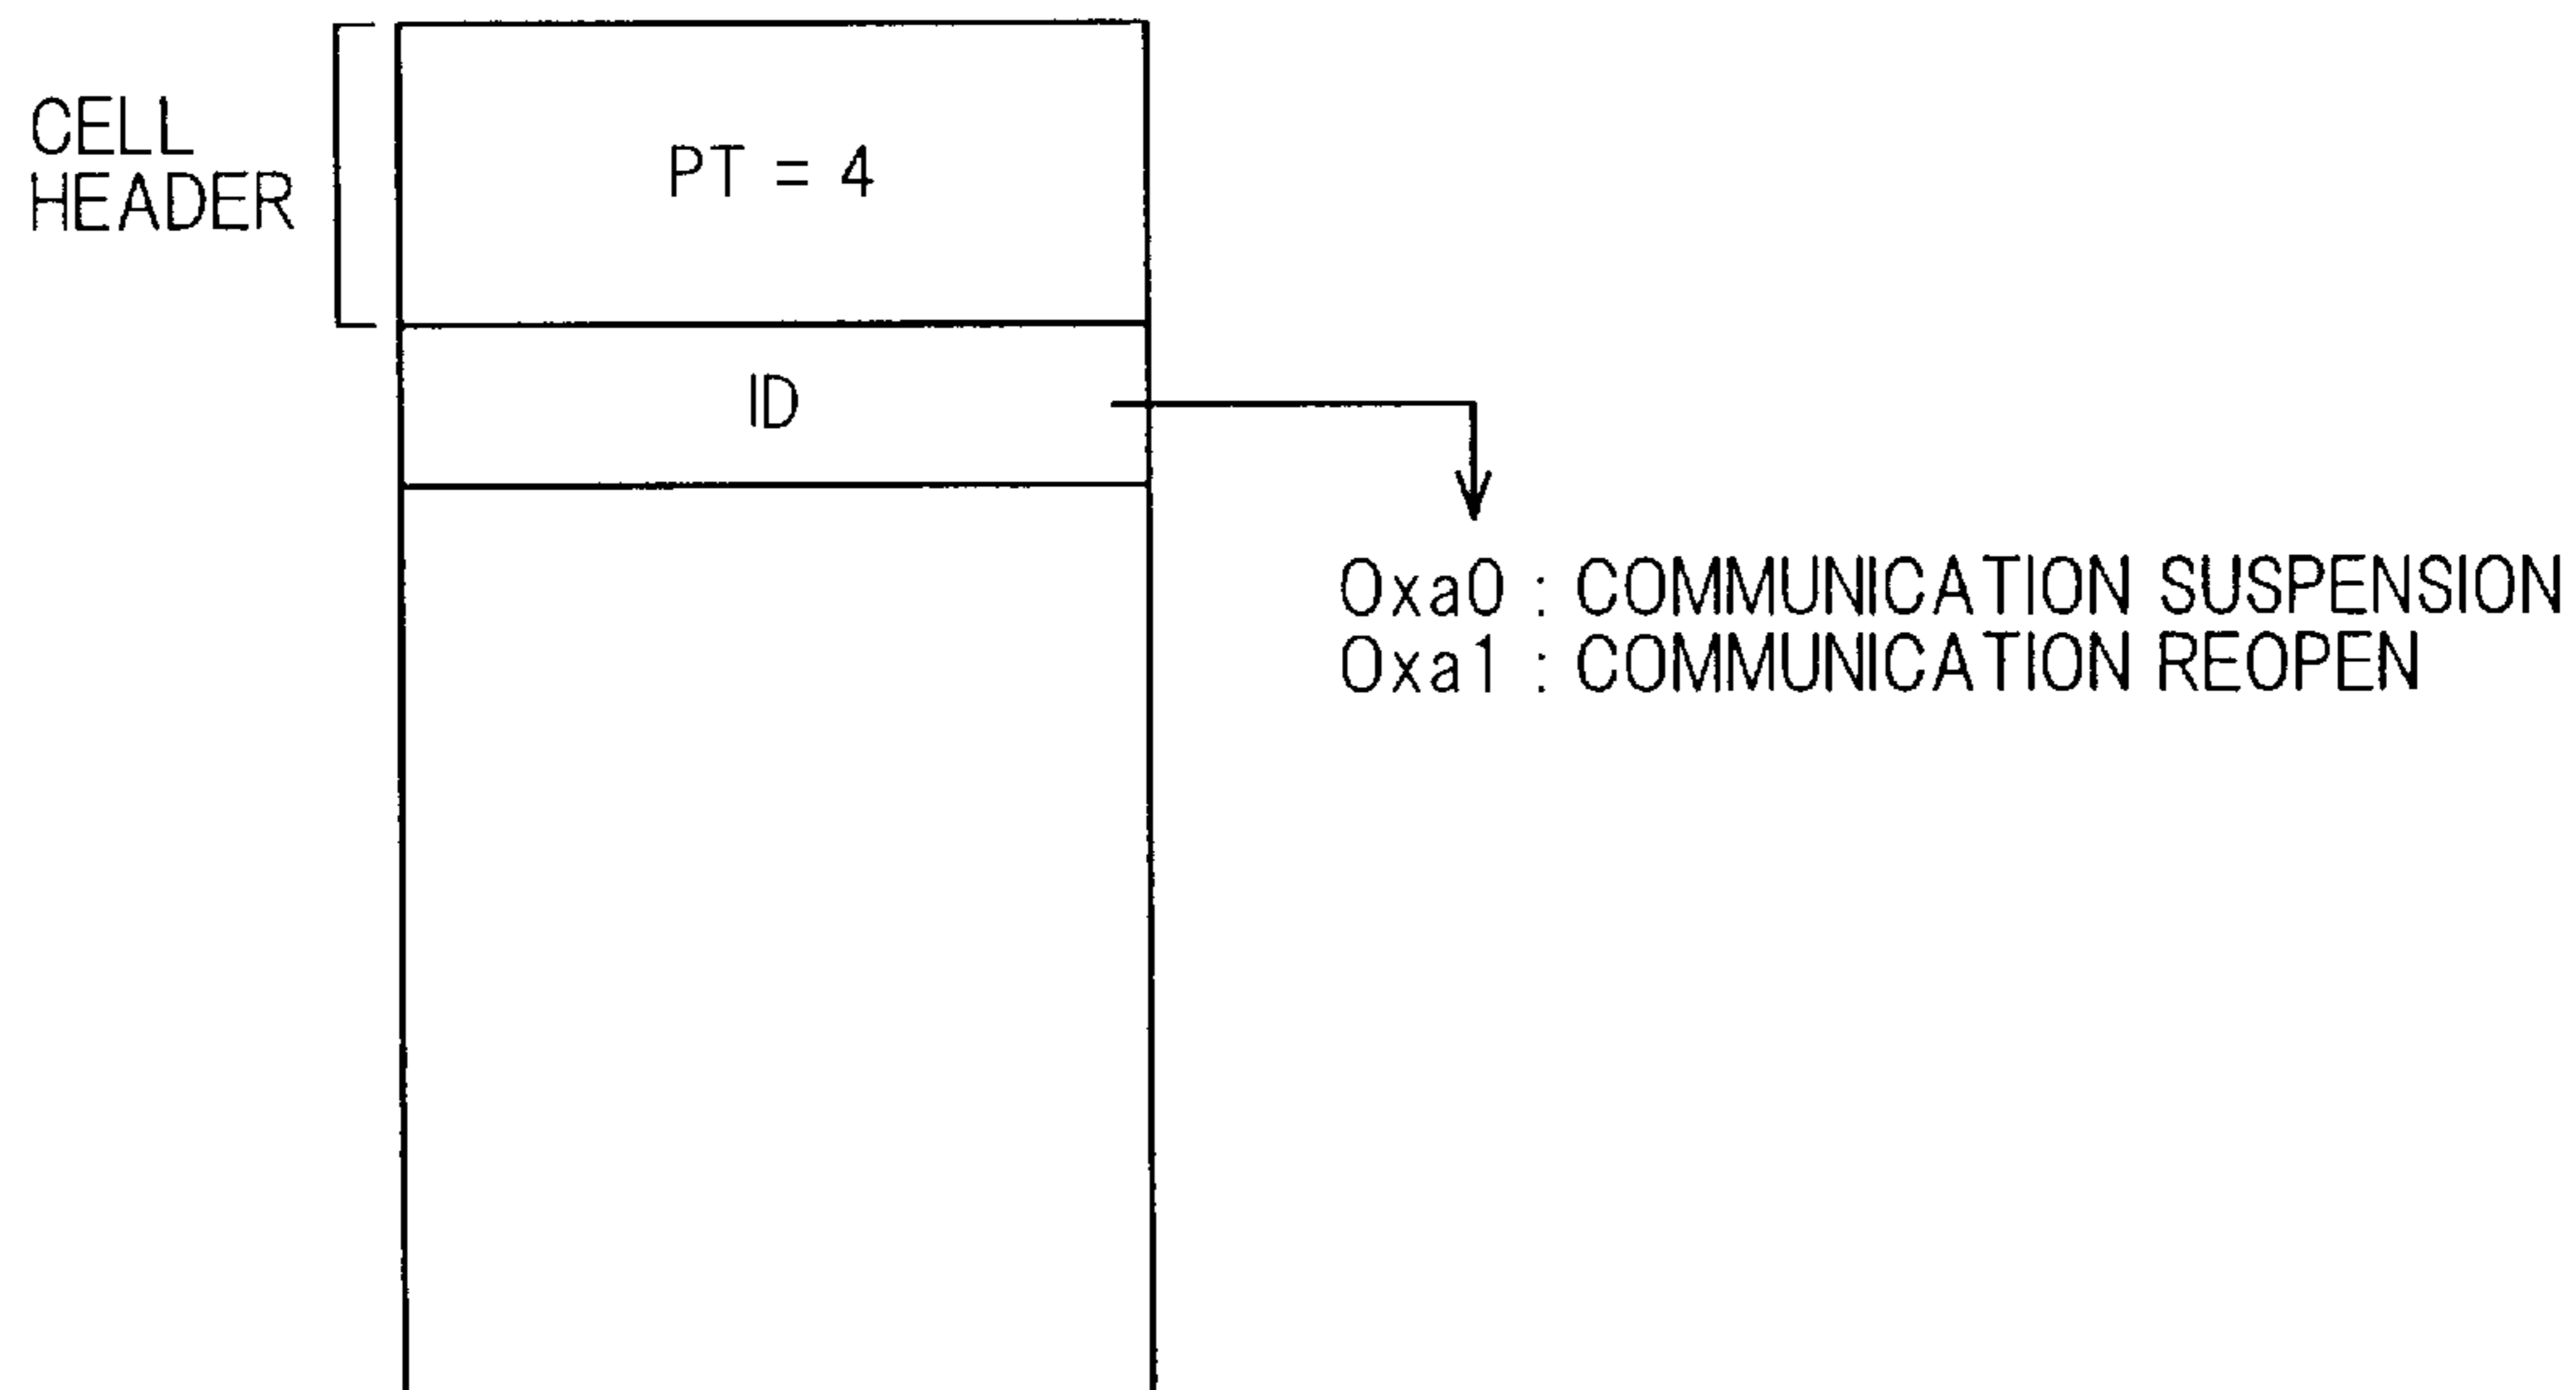 CELL
HEADER
PT = 4
ID
0xa0 : COMMUNICATION SUSPENSION
0xa1 : COMMUNICATION REOPEN